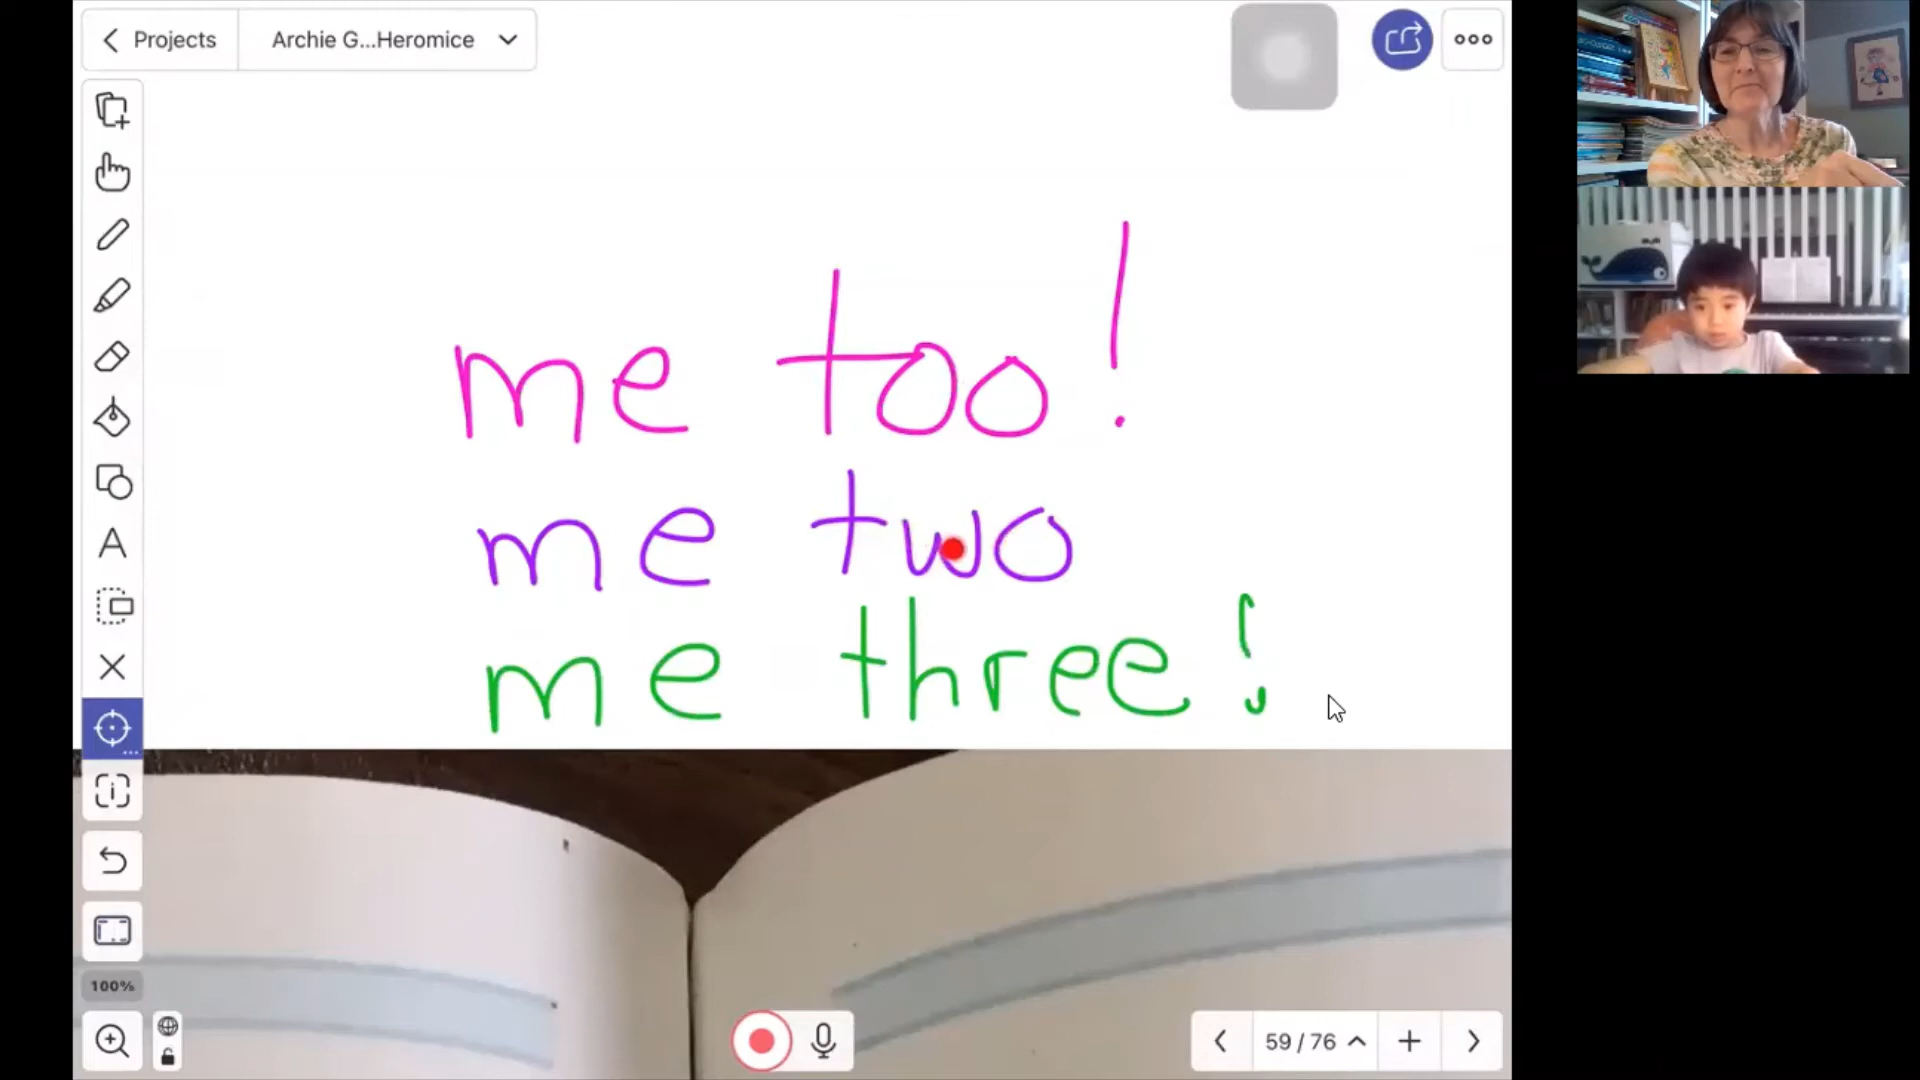 Projects
Archie G...Heromice
me too!
me two
me three!
A
100%
59 / 76